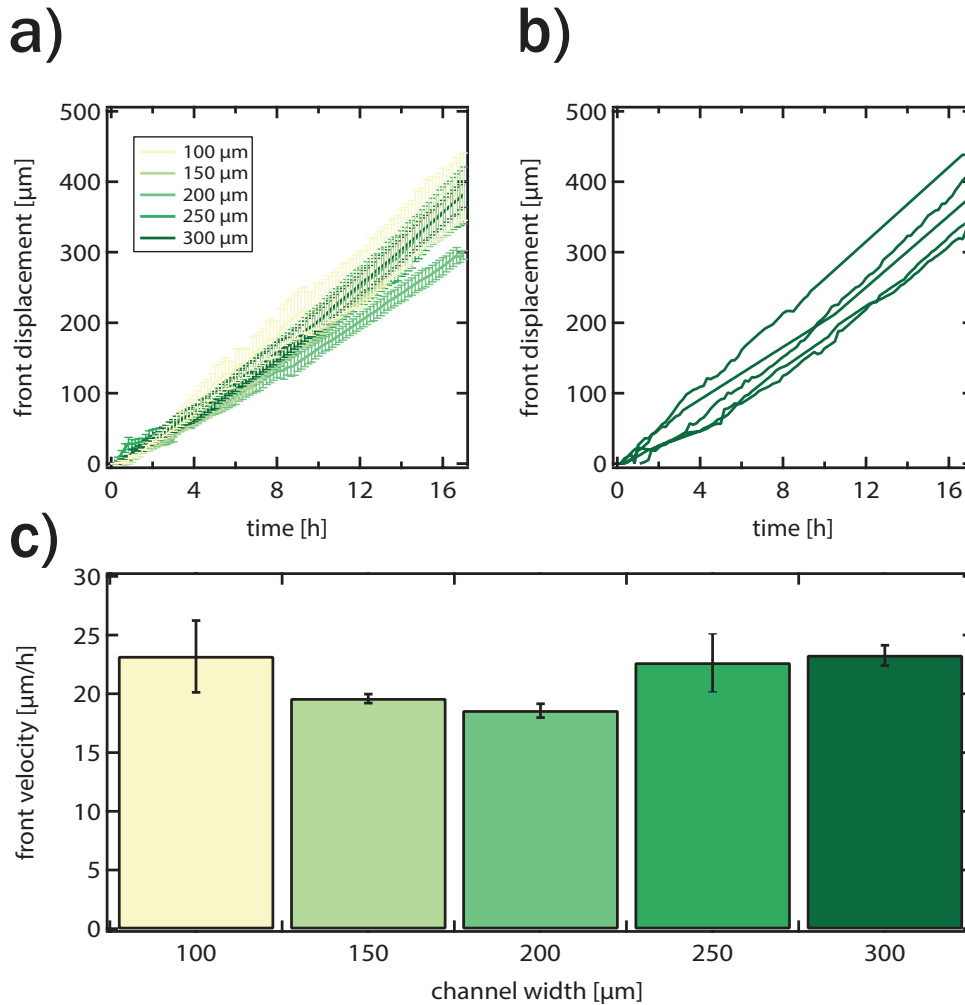 a)
500
400
300
200
100
0
front displacement [µm]
100 µm
150 µm
200 µm
250 µm
300 µm
0 4 8 12 16
time [h]
b)
500
400
300
200
100
0
front displacement [µm]
0 4 8 12 16
time [h]
c)
30
25
20
15
10
5
0
front velocity [µm/h]
100 150 200 250 300
channel width [µm]